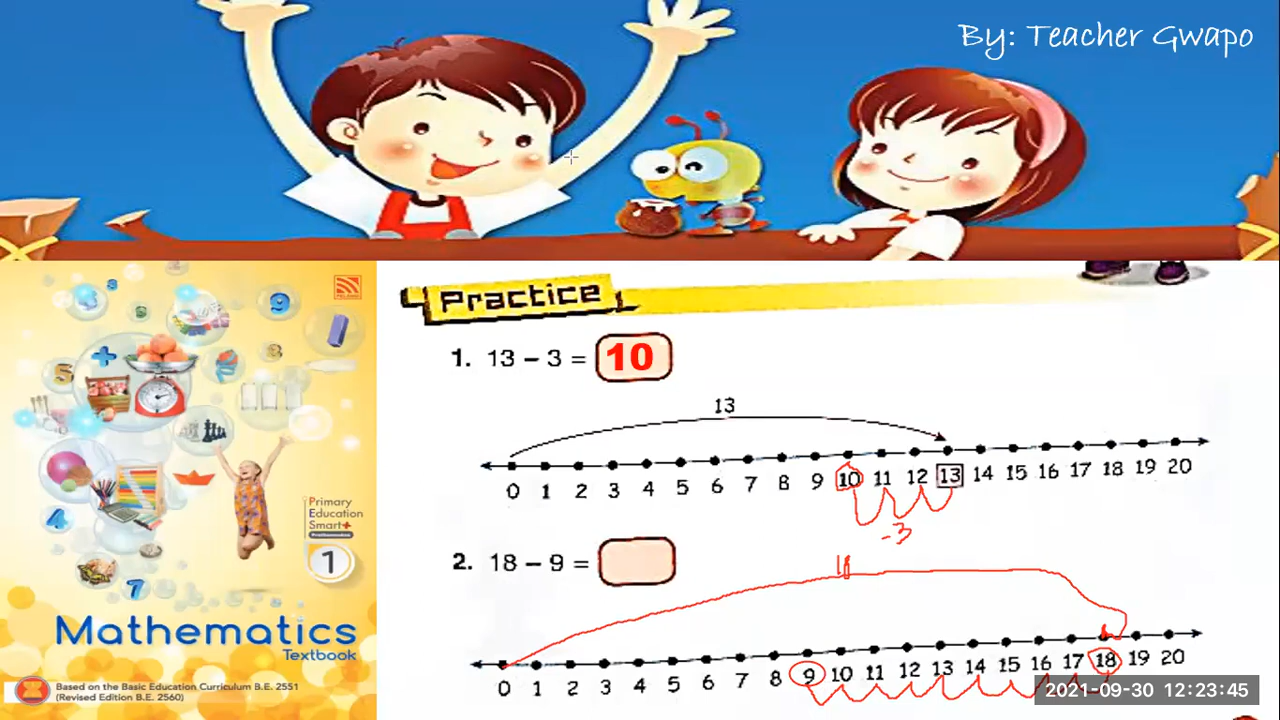 By: Teacher Gwapo
PELANGI
Primary
Education
Smart+
Mathematics
1
Mathematics
Textbook
Based on the Basic Education Curriculum B.E. 2551
(Revised Edition B.E. 2560)
Practice
1. 13 – 3 = 10
13
0 1 2 3 4 5 6 7 8 9 10 11 12 13 14 15 16 17 18 19 20
-3
2. 18 – 9 =
18
0 1 2 3 4 5 6 7 8 9 10 11 12 13 14 15 16 17 18 19 20
2021-09-30 12:23:45